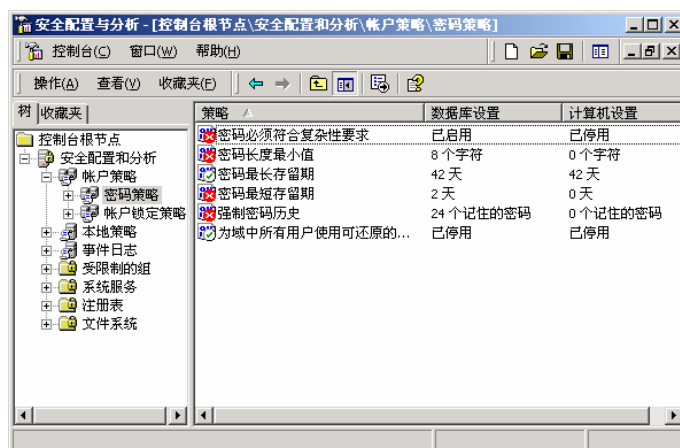 安全配置与分析 - [控制台根节点\安全配置和分析\帐户策略\密码策略]
控制台(C) 窗口(W) 帮助(H)
操作(A) 查看(V) 收藏夹(F)
树 收藏夹 策略 数据库设置 计算机设置
控制台根节点 密码必须符合复杂性要求 已启用 已停用
安全配置和分析 密码长度最小值 8 个字符 0 个字符
帐户策略 密码最长存留期 42 天 42 天
密码策略 密码最短存留期 2 天 0 天
帐户锁定策略 强制密码历史 24 个记住的密码 0 个记住的密码
本地策略 为域中所有用户使用可还原的... 已停用 已停用
事件日志
受限制的组
系统服务
注册表
文件系统